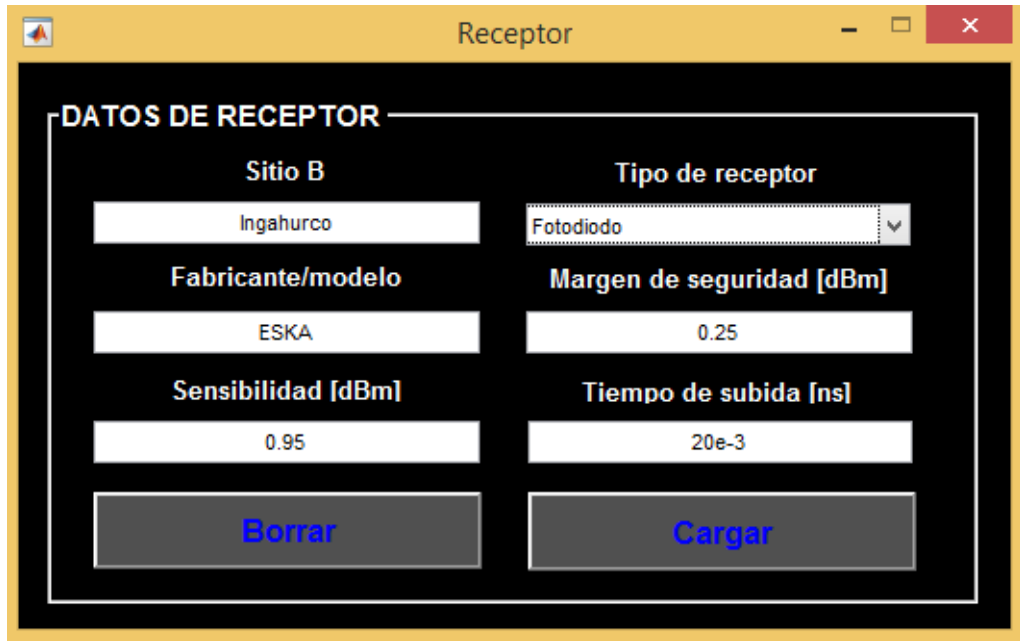 Receptor
DATOS DE RECEPTOR
Sitio B
Tipo de receptor
Ingahurco
Fotodiodo
Fabricante/modelo
Margen de seguridad [dBm]
ESKA
0.25
Sensibilidad [dBm]
Tiempo de subida [ns]
0.95
20e-3
Borrar
Cargar